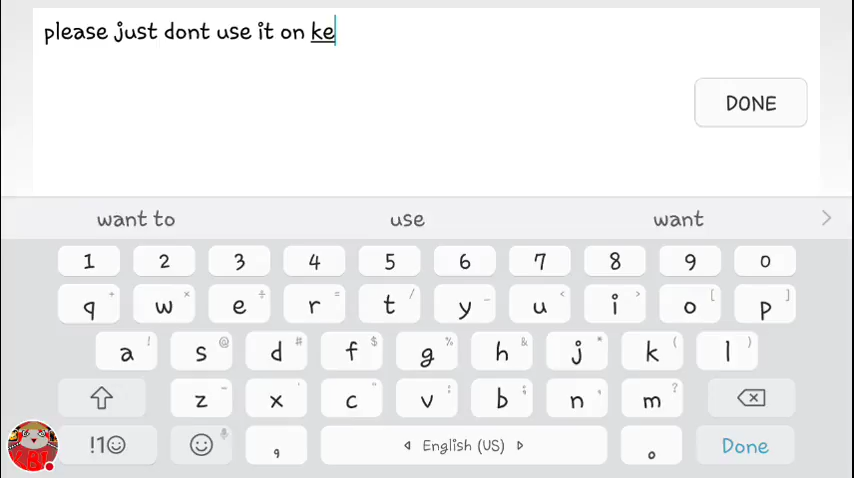 please just dont use it on ke
DONE
want to use want
1 2 3 4 5 6 7 8 9 0
q + w × e ÷ r = t / y _ u < i > o [ p ]
a ! s @ d # f $ g % h & j * k ( l )
z - x ' c " v : b ; n , m ?
!1☺ , English (US) . Done